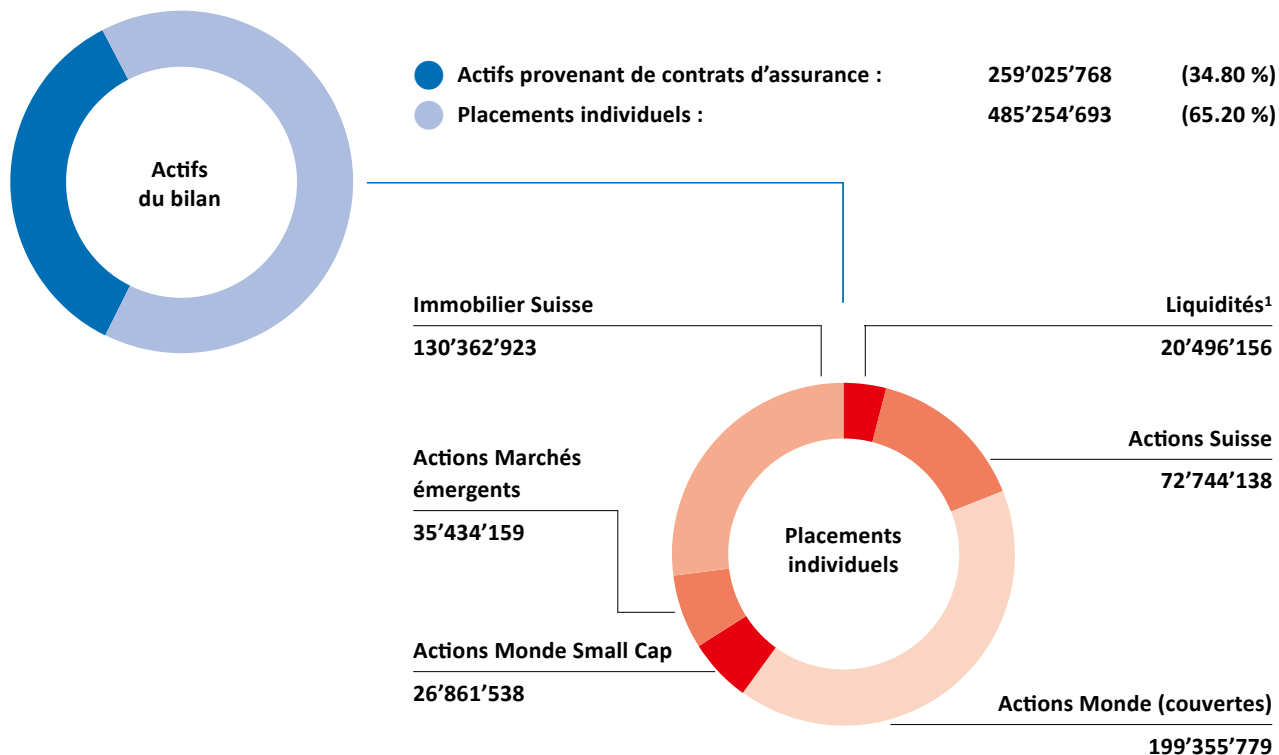 Actifs
du bilan
Actifs provenant de contrats d'assurance : 259'025'768 (34.80 %)
Placements individuels : 485'254'693 (65.20 %)
Immobilier Suisse
130'362'923
Liquidités¹
20'496'156
Actions Suisse
72'744'138
Actions Marchés
émergents
35'434'159
Placements
individuels
Actions Monde Small Cap
26'861'538
Actions Monde (couvertes)
199'355'779